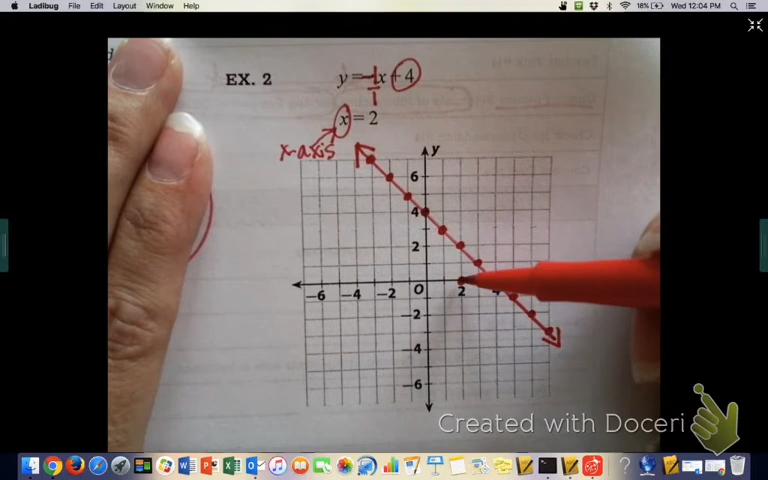 Ladibug File Edit Layout Window Help 18% Wed 12:04 PM
EX. 2
y = -1/1 x + 4
x = 2
x-axis
y
6
4
2
-6 -4 -2 O 2 4
-2
-4
-6
Created with Doceri